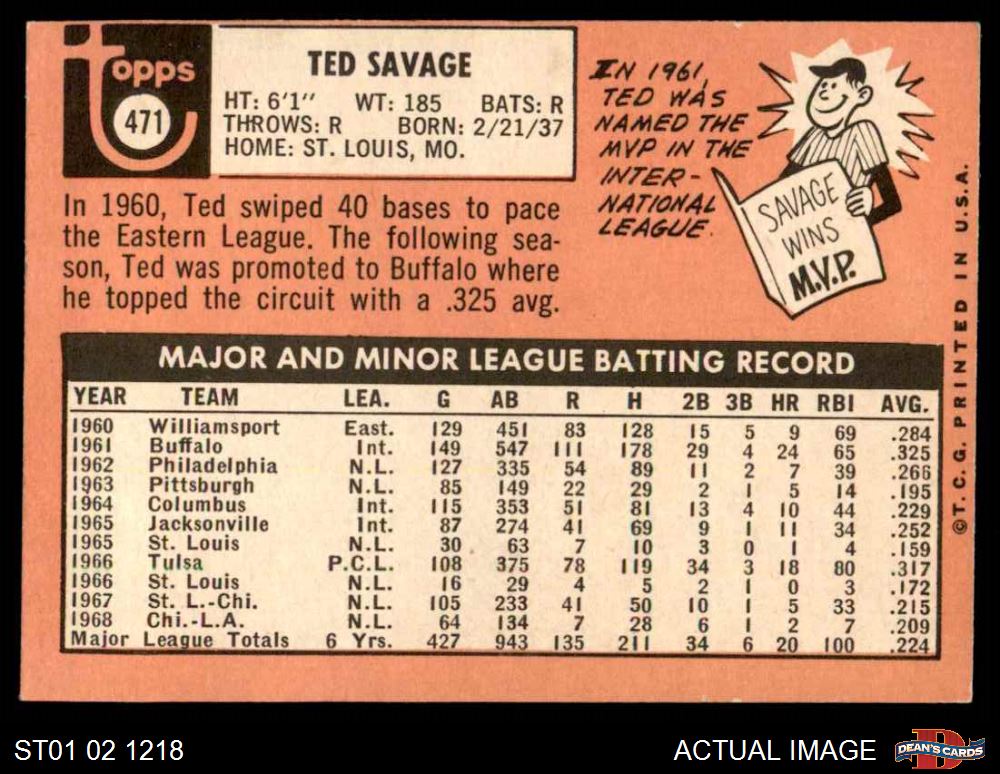 topps
471
TED SAVAGE
HT: 6'1" WT: 185 BATS: R
THROWS: R BORN: 2/21/37
HOME: ST. LOUIS, MO.
In 1960, Ted swiped 40 bases to pace
the Eastern League. The following sea-
son, Ted was promoted to Buffalo where
he topped the circuit with a .325 avg.
IN 1961,
TED WAS
NAMED THE
MVP IN THE
INTER-
NATIONAL
LEAGUE.
SAVAGE
WINS
M.V.P.
MAJOR AND MINOR LEAGUE BATTING RECORD
YEAR TEAM LEA. G AB R H 2B 3B HR RBI AVG.
1960 Williamsport East. 129 451 83 128 15 5 9 69 .284
1961 Buffalo Int. 149 547 111 178 29 4 24 65 .325
1962 Philadelphia N.L. 127 335 54 89 11 2 7 39 .266
1963 Pittsburgh N.L. 85 149 22 29 2 1 5 14 .195
1964 Columbus Int. 115 353 51 81 13 4 10 44 .229
1965 Jacksonville Int. 87 274 41 69 9 1 11 34 .252
1965 St. Louis N.L. 30 63 7 10 3 0 1 4 .159
1966 Tulsa P.C.L. 108 375 78 119 34 3 18 80 .317
1966 St. Louis N.L. 16 29 4 5 2 1 0 3 .172
1967 St. L.-Chi. N.L. 105 233 41 50 10 1 5 33 .215
1968 Chi.-L.A. N.L. 64 134 7 28 6 1 2 7 .209
Major League Totals 6 Yrs. 427 943 135 211 34 6 20 100 .224
©T. C. G. PRINTED IN U.S.A.
ST01 02 1218
ACTUAL IMAGE
DEAN'S CARDS